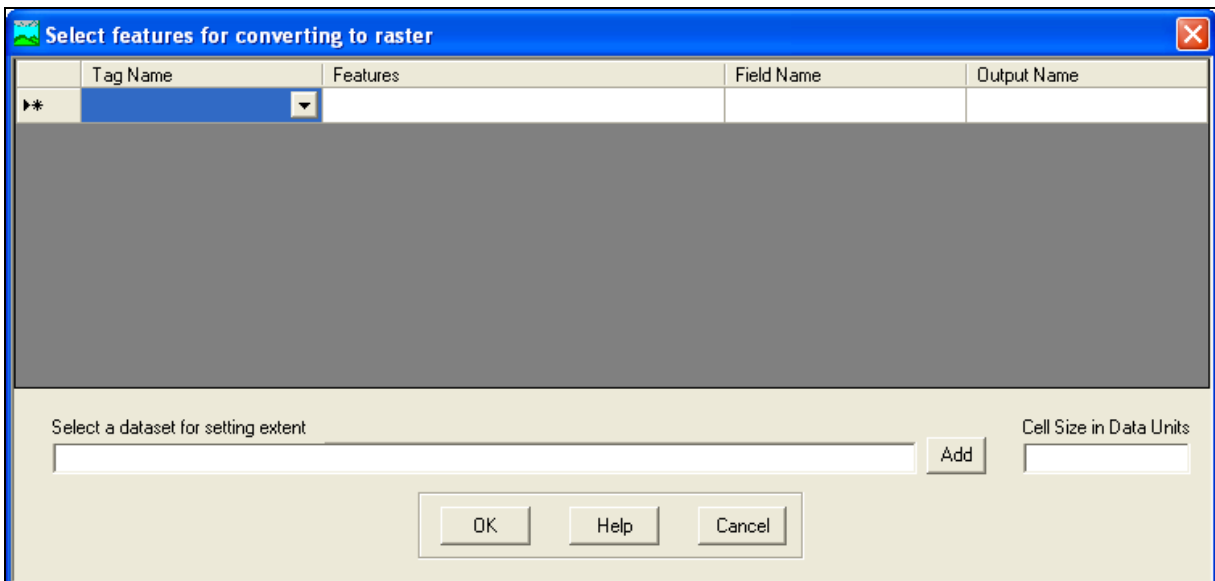 Select features for converting to raster
Tag Name Features Field Name Output Name
Select a dataset for setting extent Cell Size in Data Units
Add
OK Help Cancel